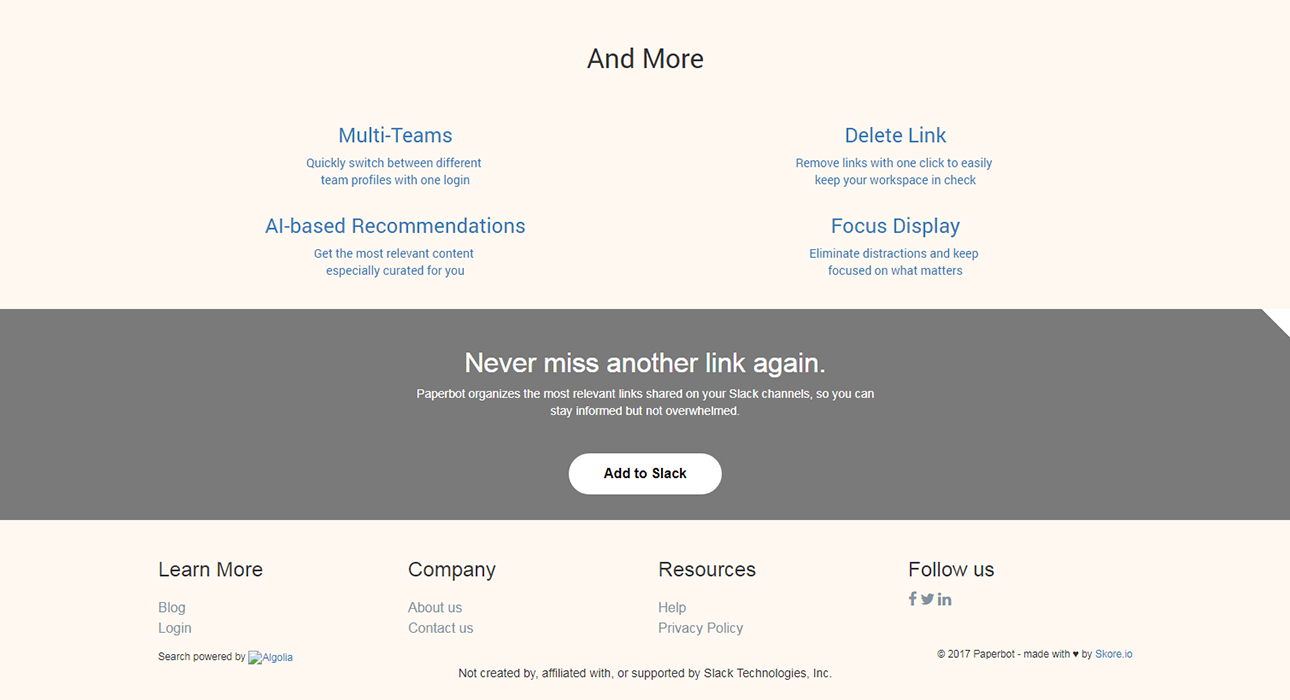 And More
Multi-Teams
Quickly switch between different
team profiles with one login
Delete Link
Remove links with one click to easily
keep your workspace in check
AI-based Recommendations
Get the most relevant content
especially curated for you
Focus Display
Eliminate distractions and keep
focused on what matters
Never miss another link again.
Paperbot organizes the most relevant links shared on your Slack channels, so you can
stay informed but not overwhelmed.
Add to Slack
Learn More
Blog
Login
Company
About us
Contact us
Resources
Help
Privacy Policy
Follow us
Search powered by Algolia
© 2017 Paperbot - made with ♥ by Skore.io
Not created by, affiliated with, or supported by Slack Technologies, Inc.